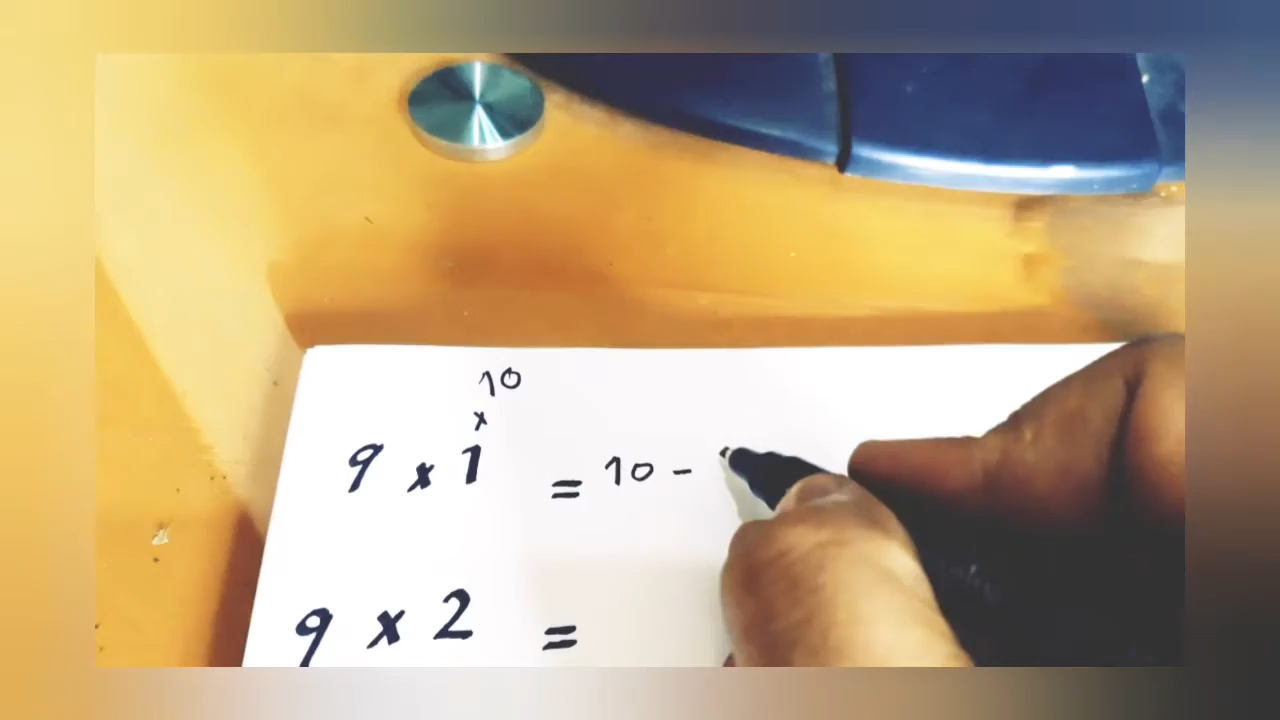 10
×
9 × 1 = 10 -
9 × 2 =